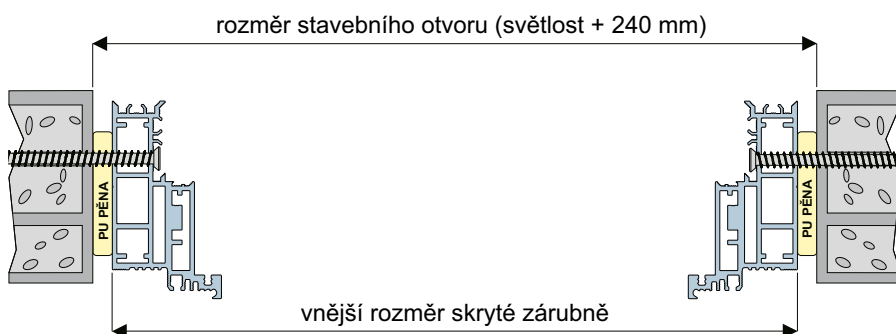 rozměr stavebního otvoru (světlost + 240 mm)
PU PĚNA
PU PĚNA
vnější rozměr skryté zárubně